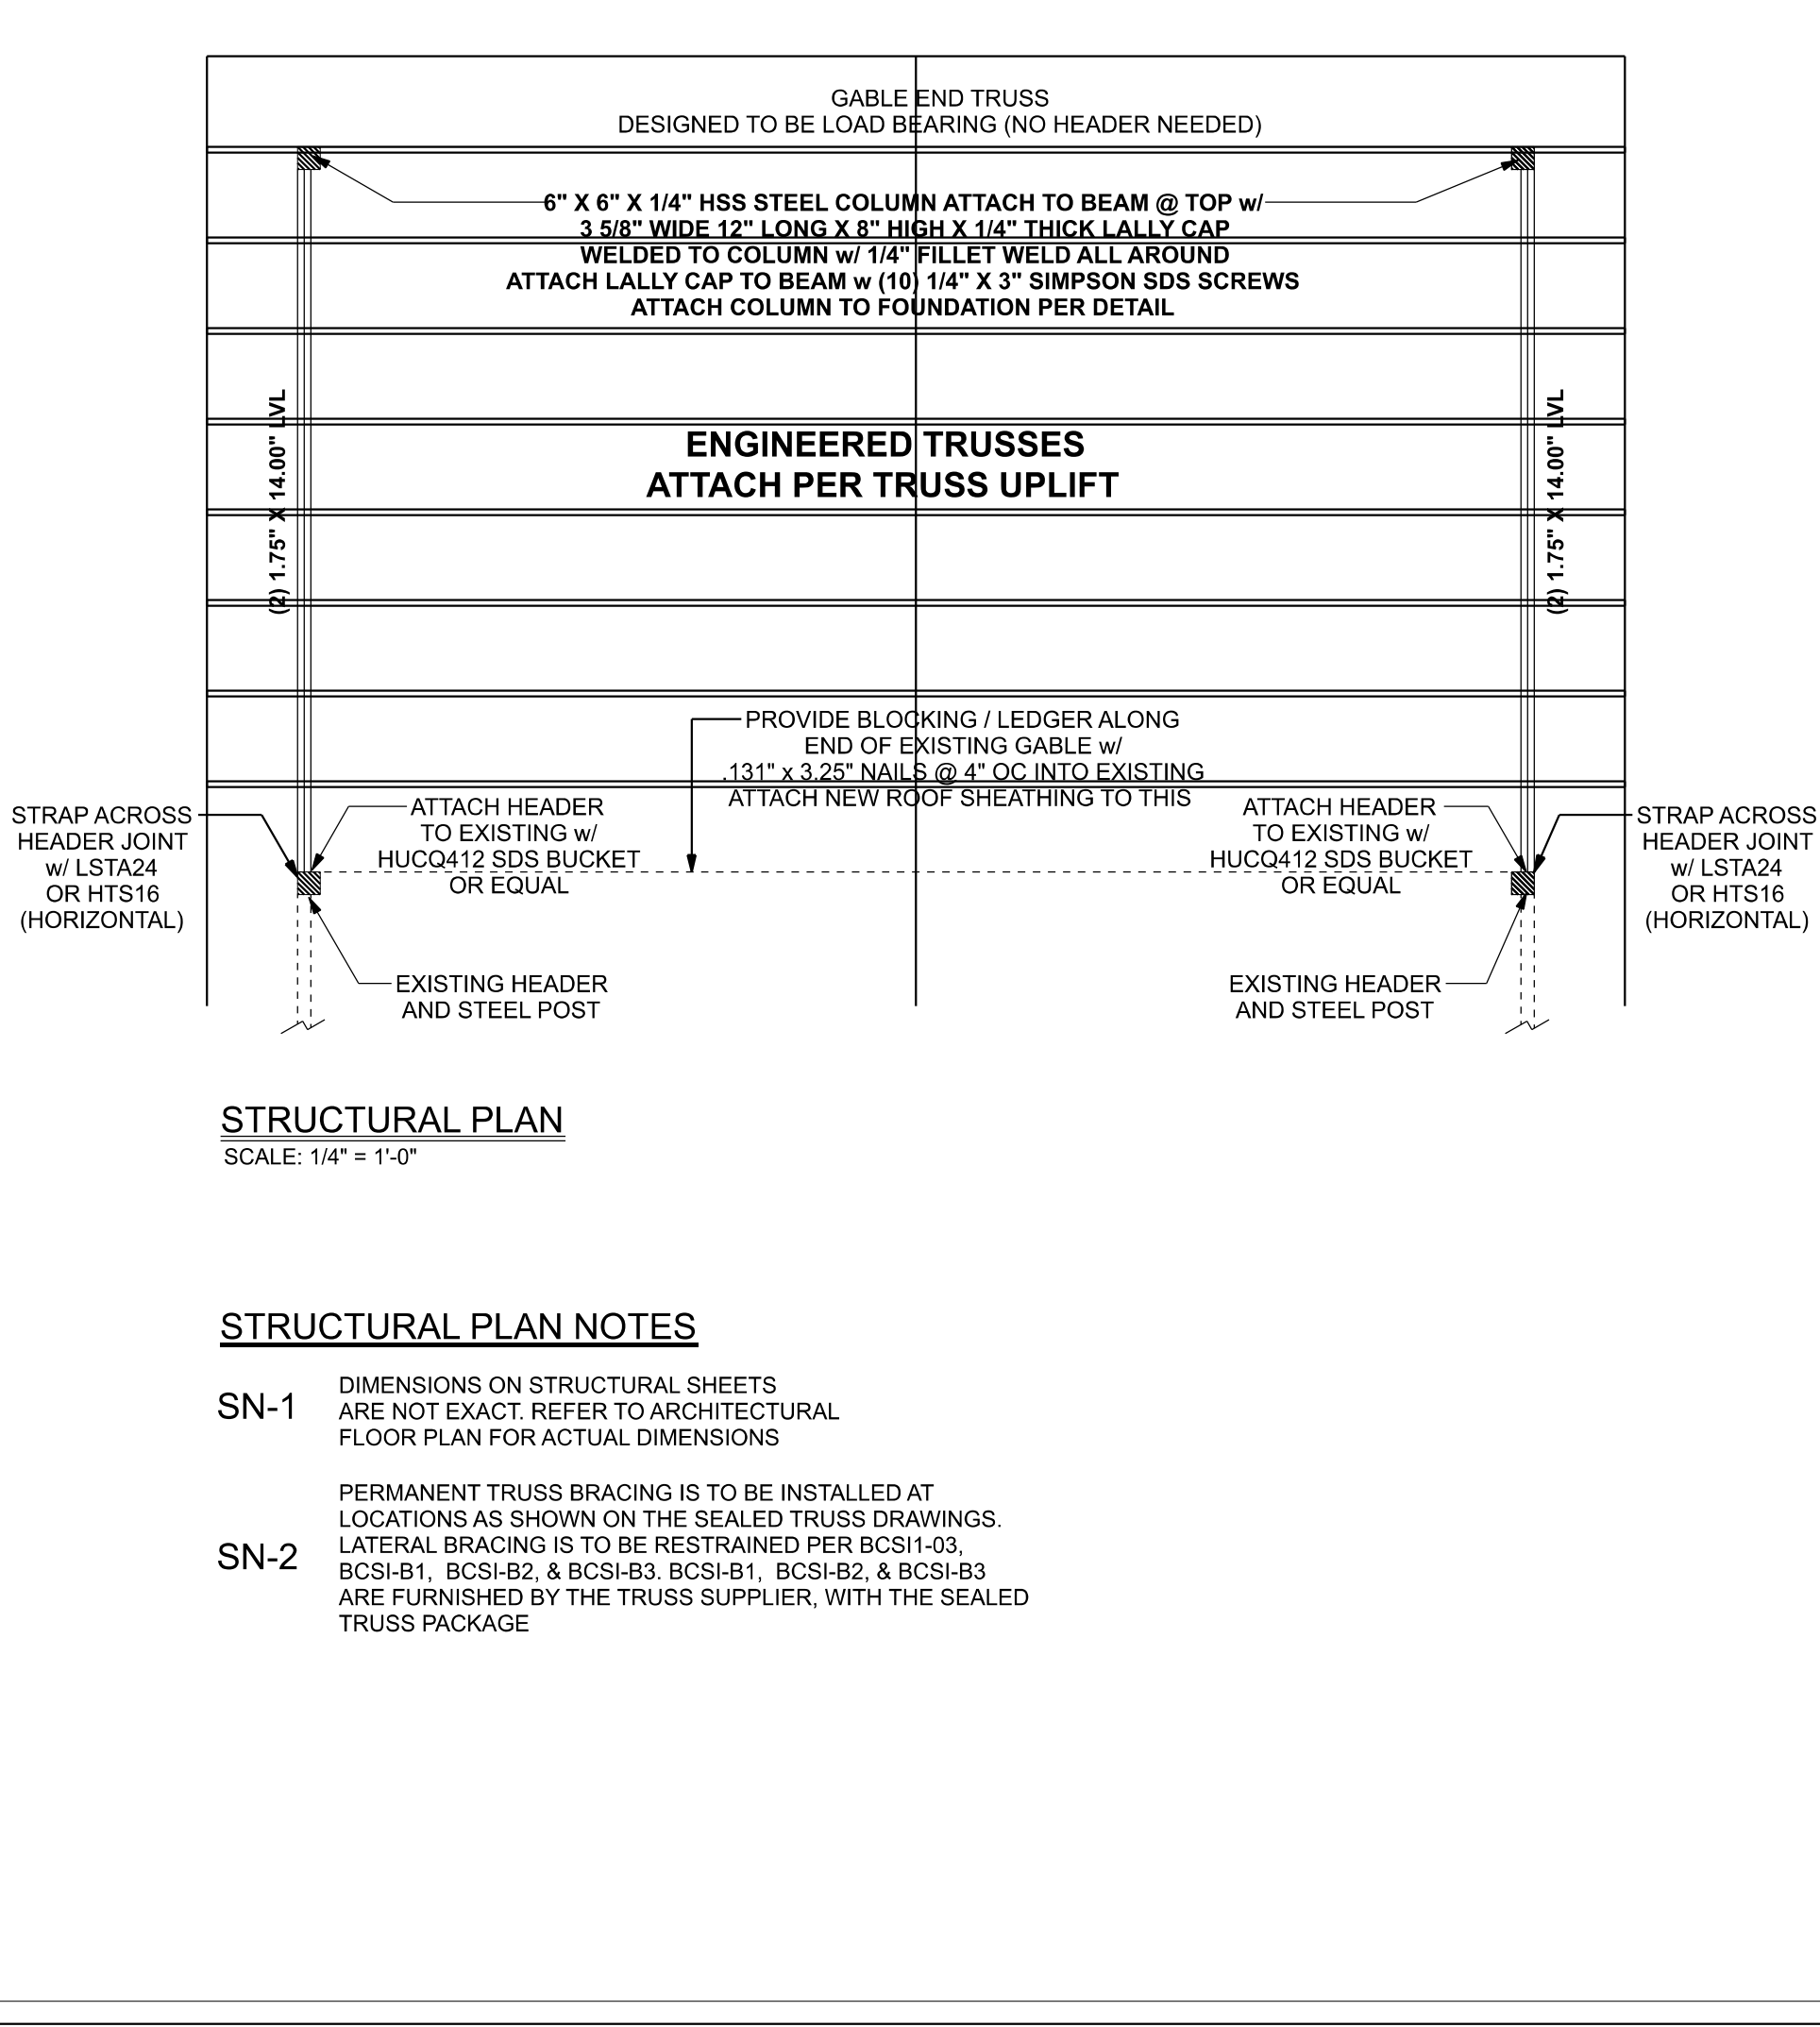 GABLE END TRUSS
DESIGNED TO BE LOAD BEARING (NO HEADER NEEDED)
6" X 6" X 1/4" HSS STEEL COLUMN ATTACH TO BEAM @ TOP w/
3 5/8" WIDE 12" LONG X 8" HIGH X 1/4" THICK LALLY CAP
WELDED TO COLUMN w/ 1/4" FILLET WELD ALL AROUND
ATTACH LALLY CAP TO BEAM w (10) 1/4" X 3" SIMPSON SDS SCREWS
ATTACH COLUMN TO FOUNDATION PER DETAIL
(2) 1.75" X 14.00" LVL
ENGINEERED TRUSSES
ATTACH PER TRUSS UPLIFT
(2) 1.75" X 14.00" LVL
PROVIDE BLOCKING / LEDGER ALONG
END OF EXISTING GABLE w/
.131" x 3.25" NAILS @ 4" OC INTO EXISTING
ATTACH NEW ROOF SHEATHING TO THIS
STRAP ACROSS
HEADER JOINT
w/ LSTA24
OR HTS16
(HORIZONTAL)
ATTACH HEADER
TO EXISTING w/
HUCQ412 SDS BUCKET
OR EQUAL
ATTACH HEADER
TO EXISTING w/
HUCQ412 SDS BUCKET
OR EQUAL
STRAP ACROSS
HEADER JOINT
w/ LSTA24
OR HTS16
(HORIZONTAL)
EXISTING HEADER
AND STEEL POST
EXISTING HEADER
AND STEEL POST
STRUCTURAL PLAN
SCALE: 1/4" = 1'-0"
STRUCTURAL PLAN NOTES
SN-1
DIMENSIONS ON STRUCTURAL SHEETS
ARE NOT EXACT. REFER TO ARCHITECTURAL
FLOOR PLAN FOR ACTUAL DIMENSIONS
SN-2
PERMANENT TRUSS BRACING IS TO BE INSTALLED AT
LOCATIONS AS SHOWN ON THE SEALED TRUSS DRAWINGS.
LATERAL BRACING IS TO BE RESTRAINED PER BCSI1-03,
BCSI-B1, BCSI-B2, & BCSI-B3. BCSI-B1, BCSI-B2, & BCSI-B3
ARE FURNISHED BY THE TRUSS SUPPLIER, WITH THE SEALED
TRUSS PACKAGE